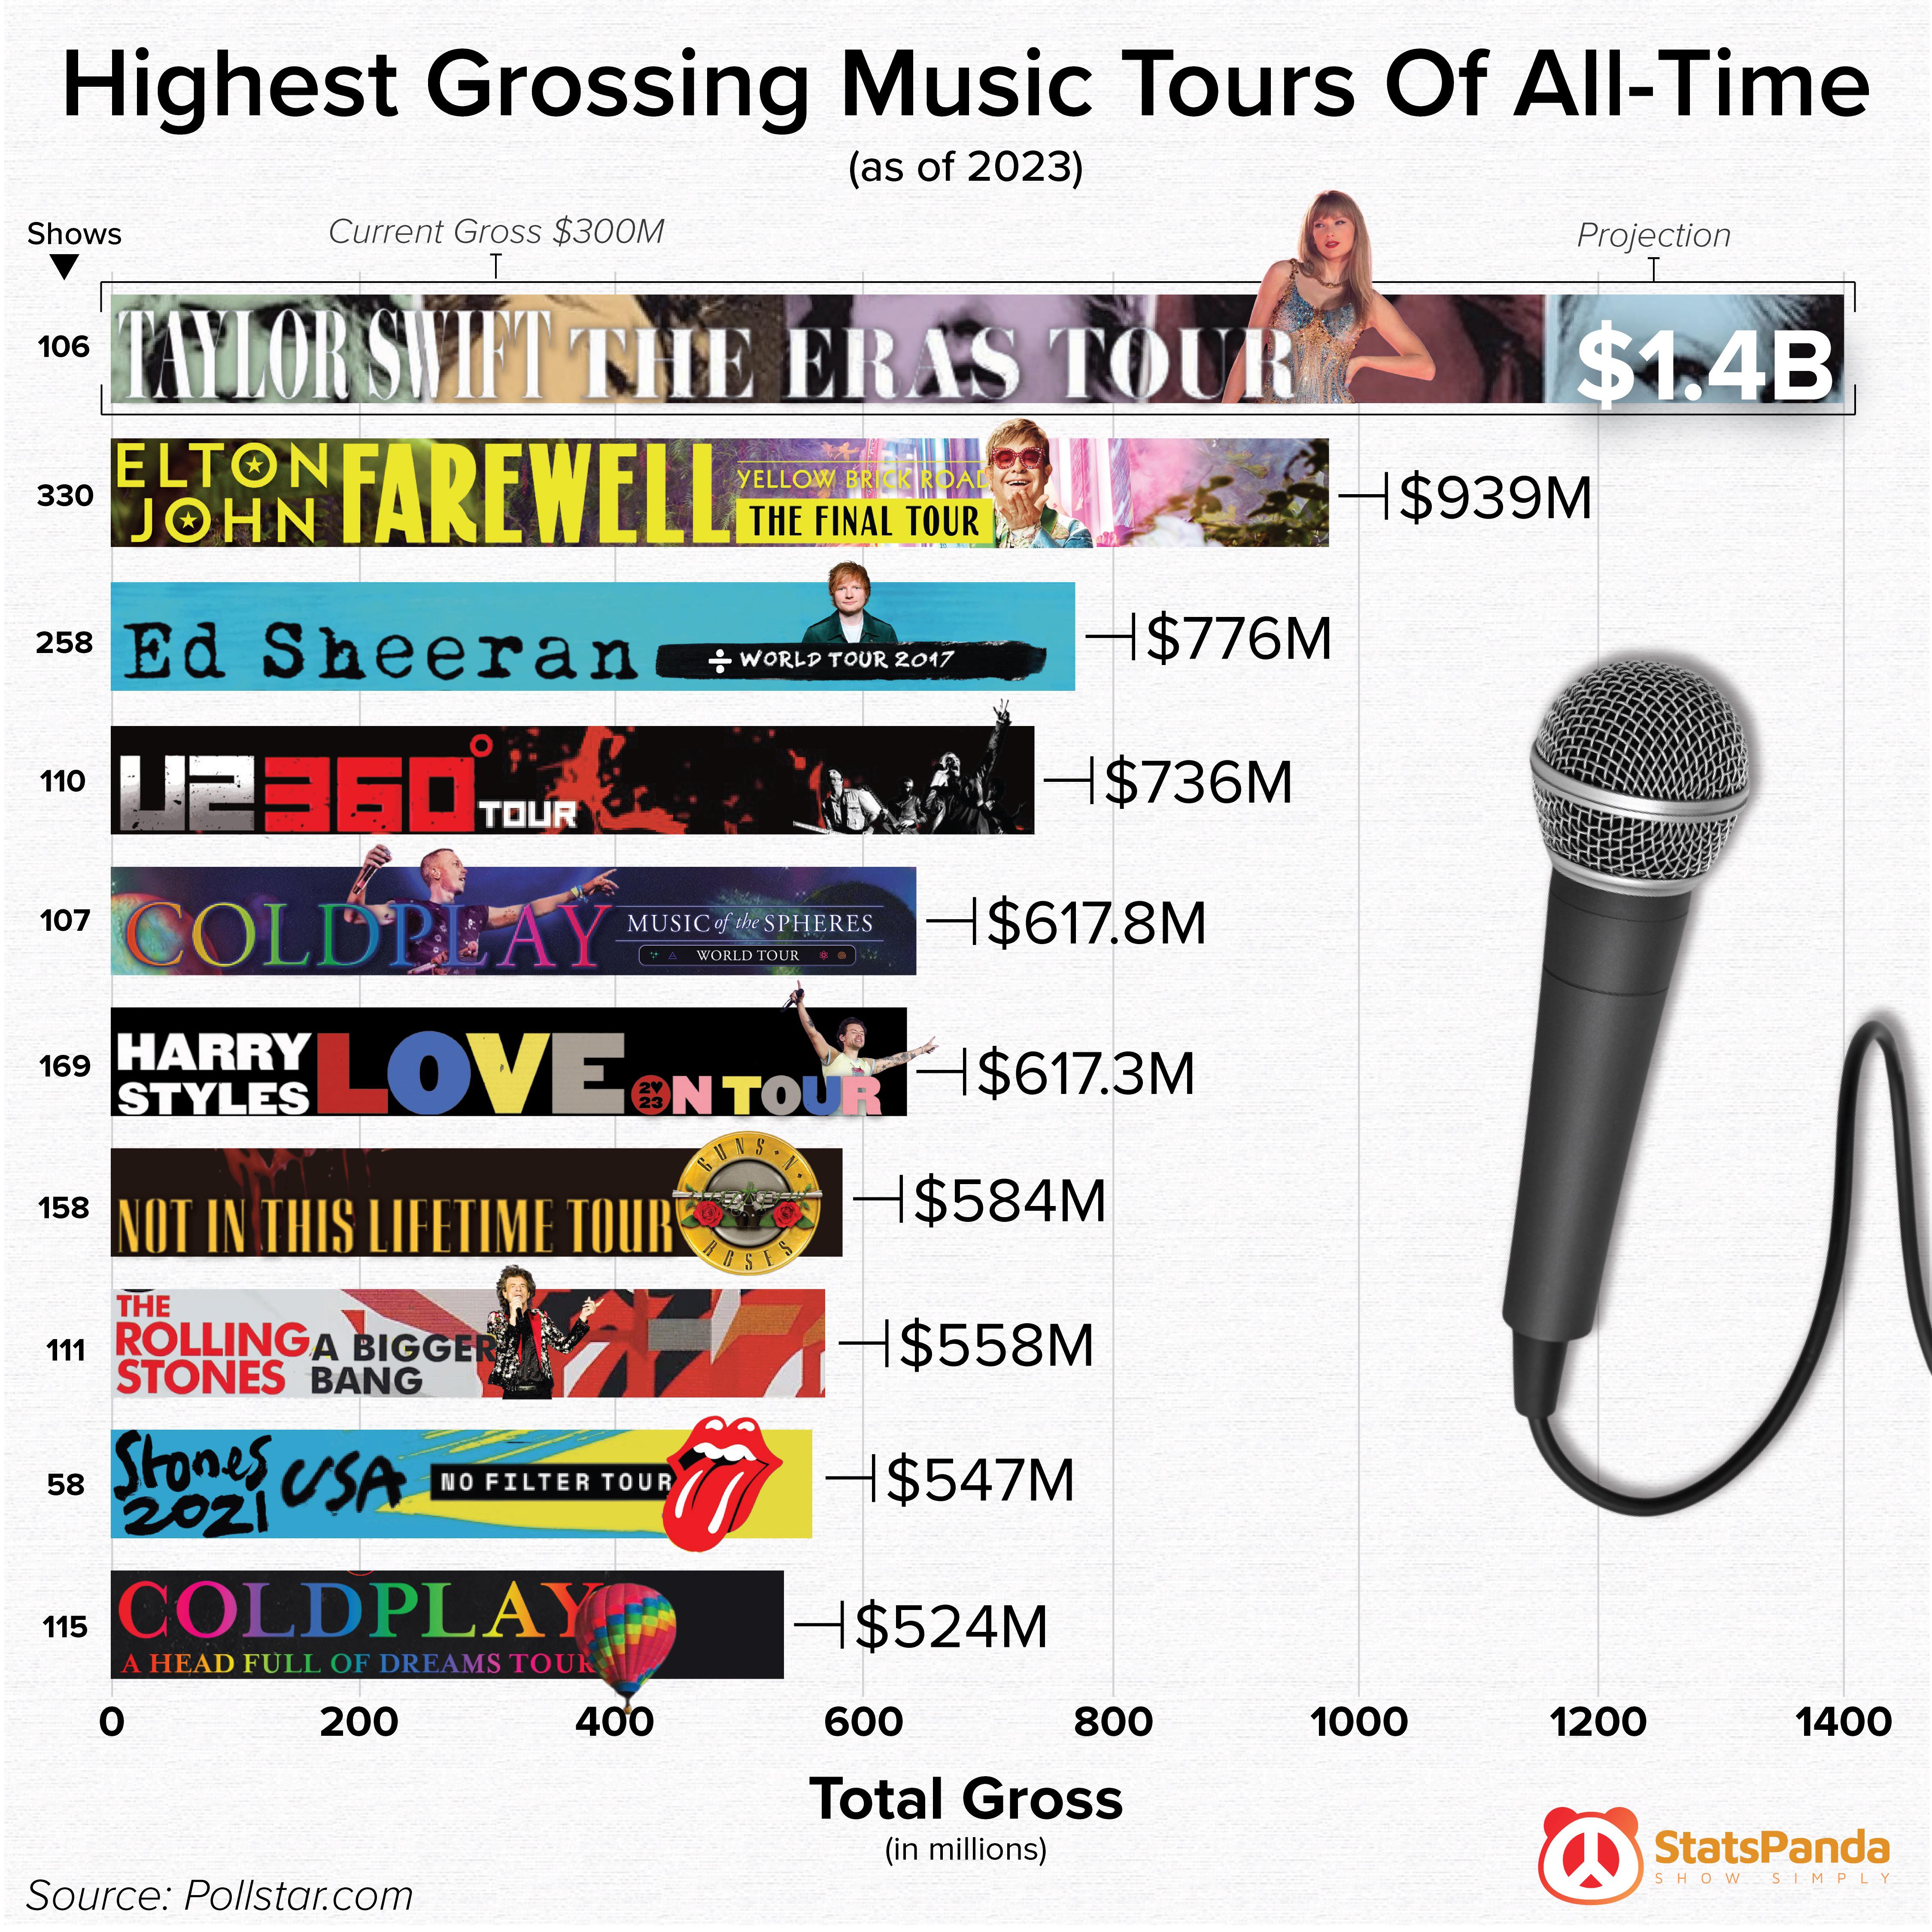 Highest Grossing Music Tours Of All-Time
(as of 2023)
Shows
Current Gross $300M
Projection
106
TAYLOR SWIFT THE ERAS TOUR
$1.4B
330
ELTON JOHN
FAREWELL
YELLOW BRICK ROAD
THE FINAL TOUR
$939M
258
Ed Sheeran
÷ WORLD TOUR 2017
$776M
110
U2 360° TOUR
$736M
107
COLDPLAY
MUSIC of the SPHERES
WORLD TOUR
$617.8M
169
HARRY STYLES
LOVE ON TOUR
2♥23
$617.3M
158
NOT IN THIS LIFETIME TOUR
GUNS N' ROSES
$584M
111
THE ROLLING STONES
A BIGGER BANG
$558M
58
Stones 2021 USA
NO FILTER TOUR
$547M
115
COLDPLAY
A HEAD FULL OF DREAMS TOUR
$524M
0 200 400 600 800 1000 1200 1400
Total Gross
(in millions)
Source: Pollstar.com
StatsPanda
SHOW SIMPLY